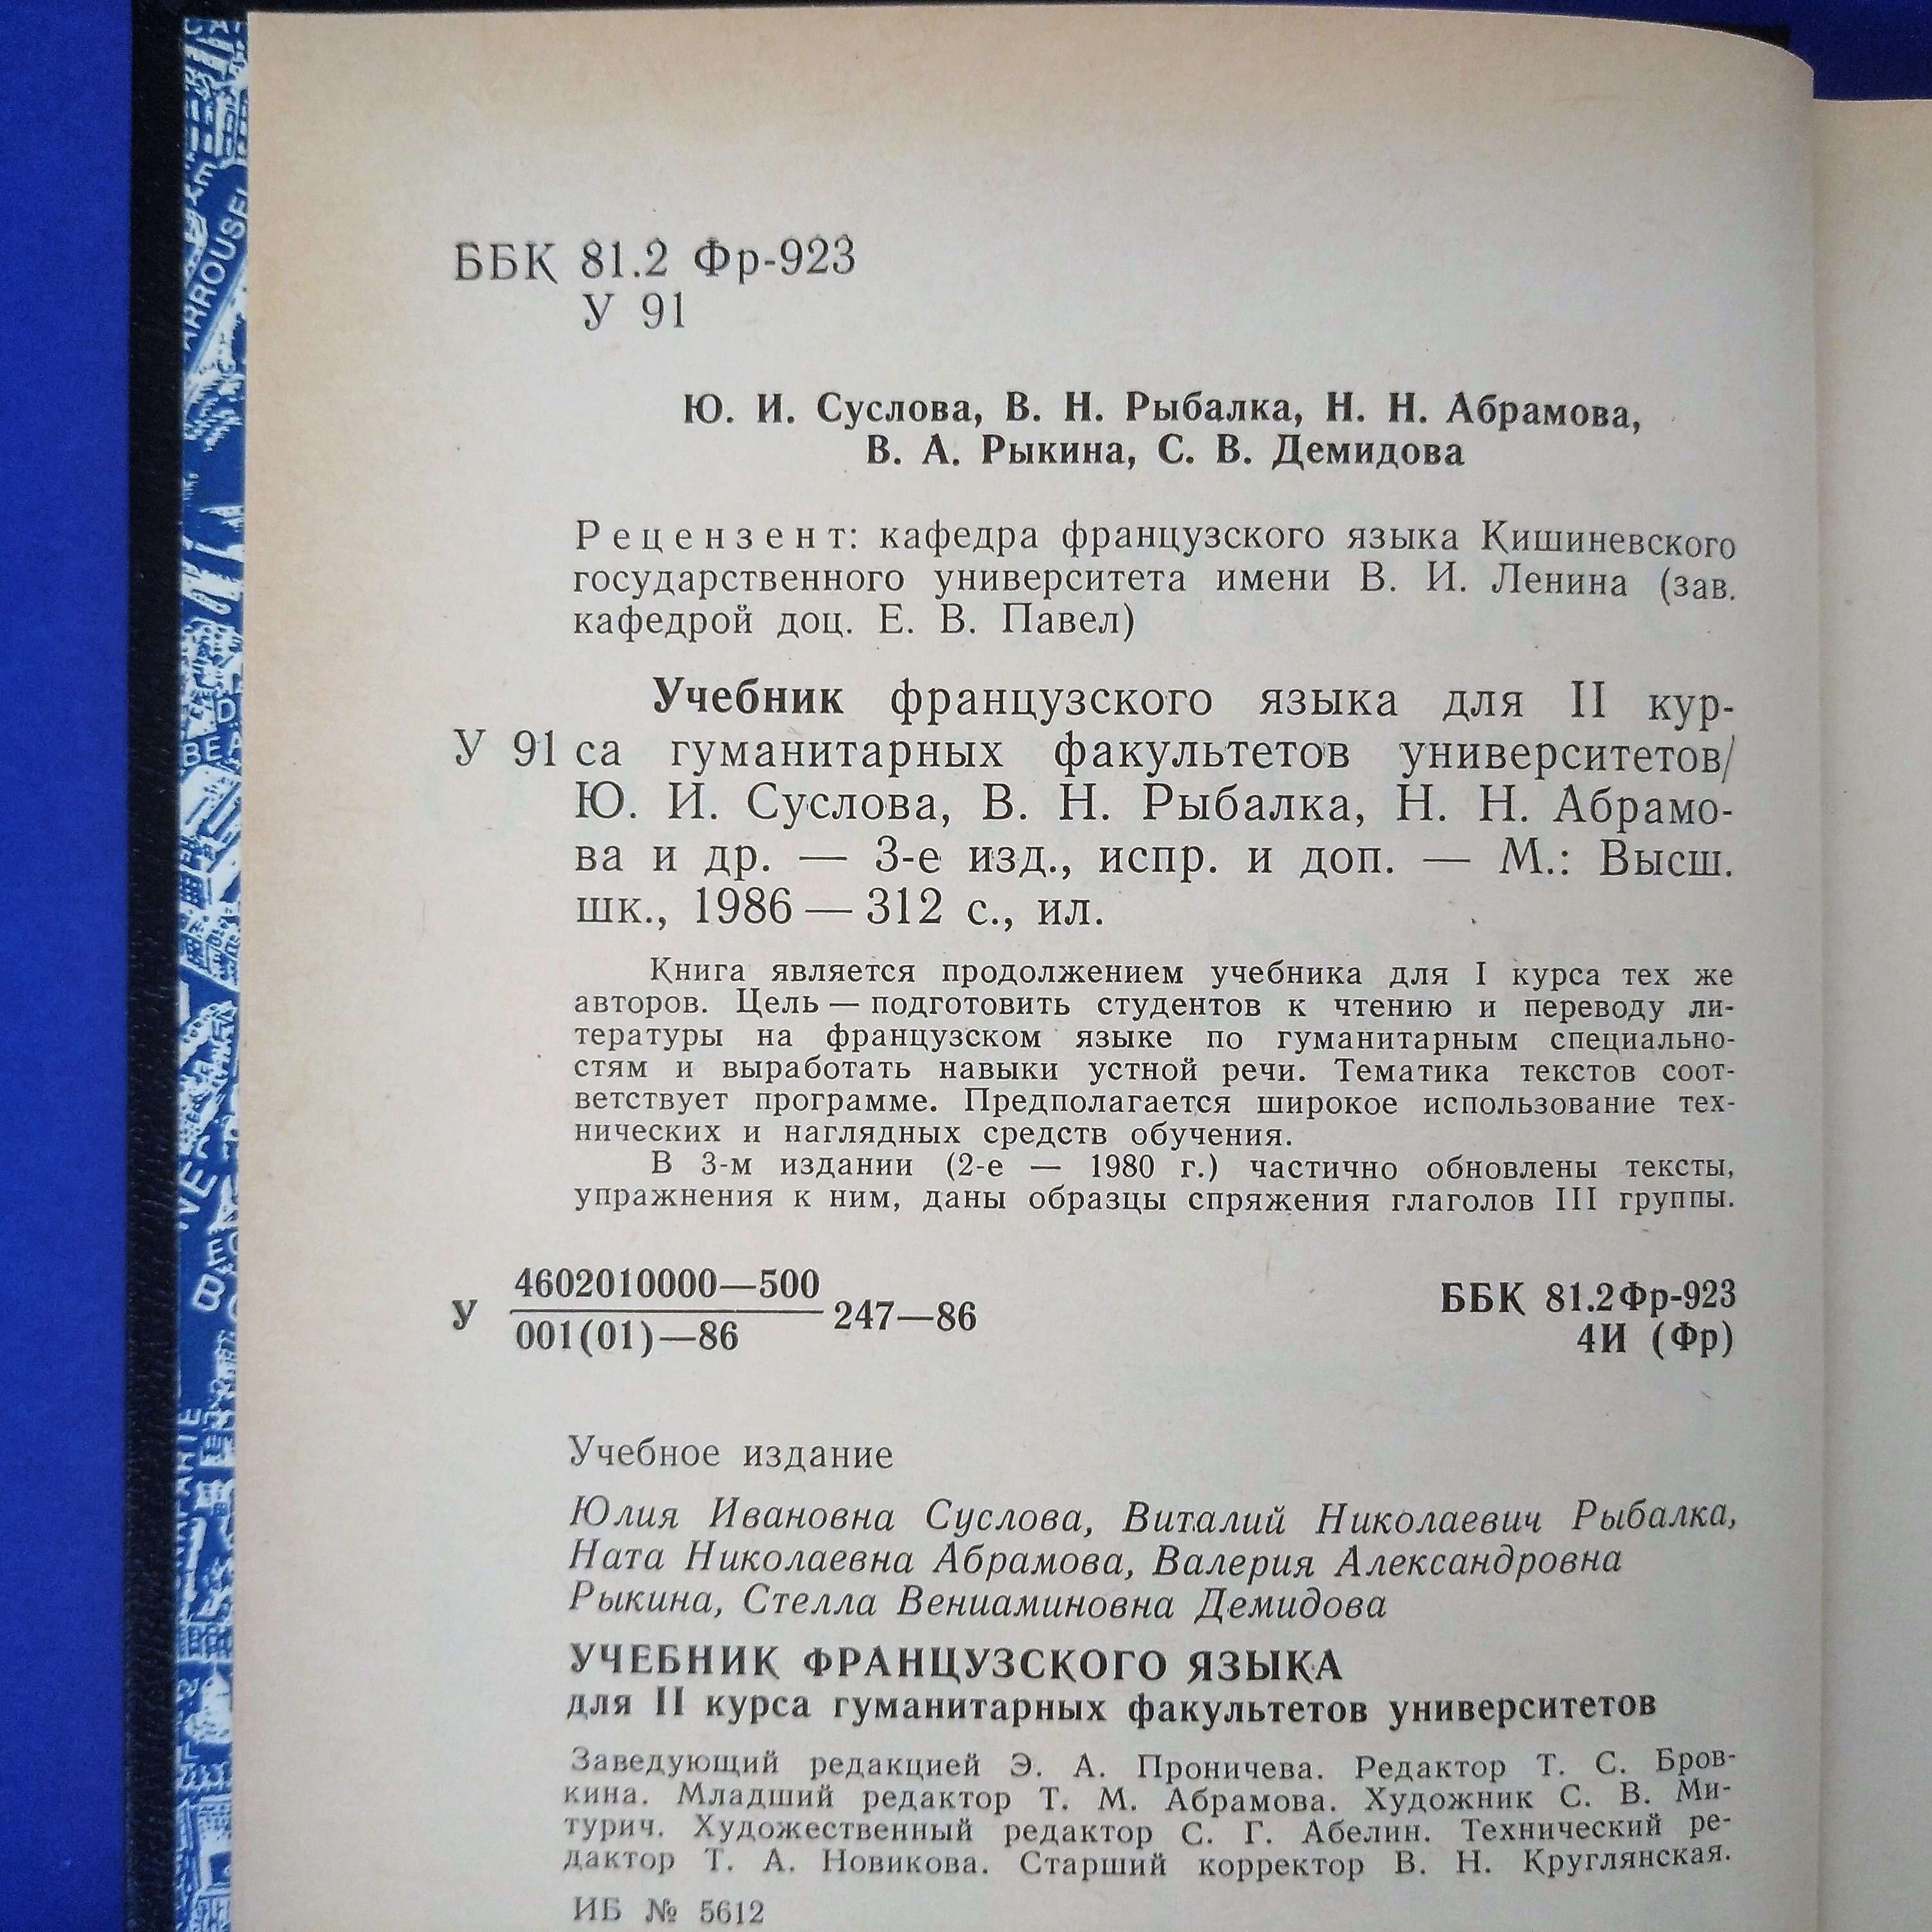 ББК 81.2 Фр-923
У 91
Ю. И. Суслова, В. Н. Рыбалка, Н. Н. Абрамова,
В. А. Рыкина, С. В. Демидова
Рецензент: кафедра французского языка Кишиневского
государственного университета имени В. И. Ленина (зав.
кафедрой доц. Е. В. Павел)
Учебник французского языка для II кур-
У 91 са гуманитарных факультетов университетов/
Ю. И. Суслова, В. Н. Рыбалка, Н. Н. Абрамо-
ва и др. — 3-е изд., испр. и доп. — М.: Высш.
шк., 1986 — 312 с., ил.
Книга является продолжением учебника для I курса тех же
авторов. Цель — подготовить студентов к чтению и переводу ли-
тературы на французском языке по гуманитарным специально-
стям и выработать навыки устной речи. Тематика текстов соот-
ветствует программе. Предполагается широкое использование тех-
нических и наглядных средств обучения.
В 3-м издании (2-е — 1980 г.) частично обновлены тексты,
упражнения к ним, даны образцы спряжения глаголов III группы.
4602010000—500
У 247—86
001(01)—86
ББК 81.2Фр-923
4И (Фр)
Учебное издание
Юлия Ивановна Суслова, Виталий Николаевич Рыбалка,
Ната Николаевна Абрамова, Валерия Александровна
Рыкина, Стелла Вениаминовна Демидова
УЧЕБНИК ФРАНЦУЗСКОГО ЯЗЫКА
для II курса гуманитарных факультетов университетов
Заведующий редакцией Э. А. Проничева. Редактор Т. С. Бров-
кина. Младший редактор Т. М. Абрамова. Художник С. В. Ми-
турич. Художественный редактор С. Г. Абелин. Технический ре-
дактор Т. А. Новикова. Старший корректор В. Н. Круглянская.
ИБ № 5612